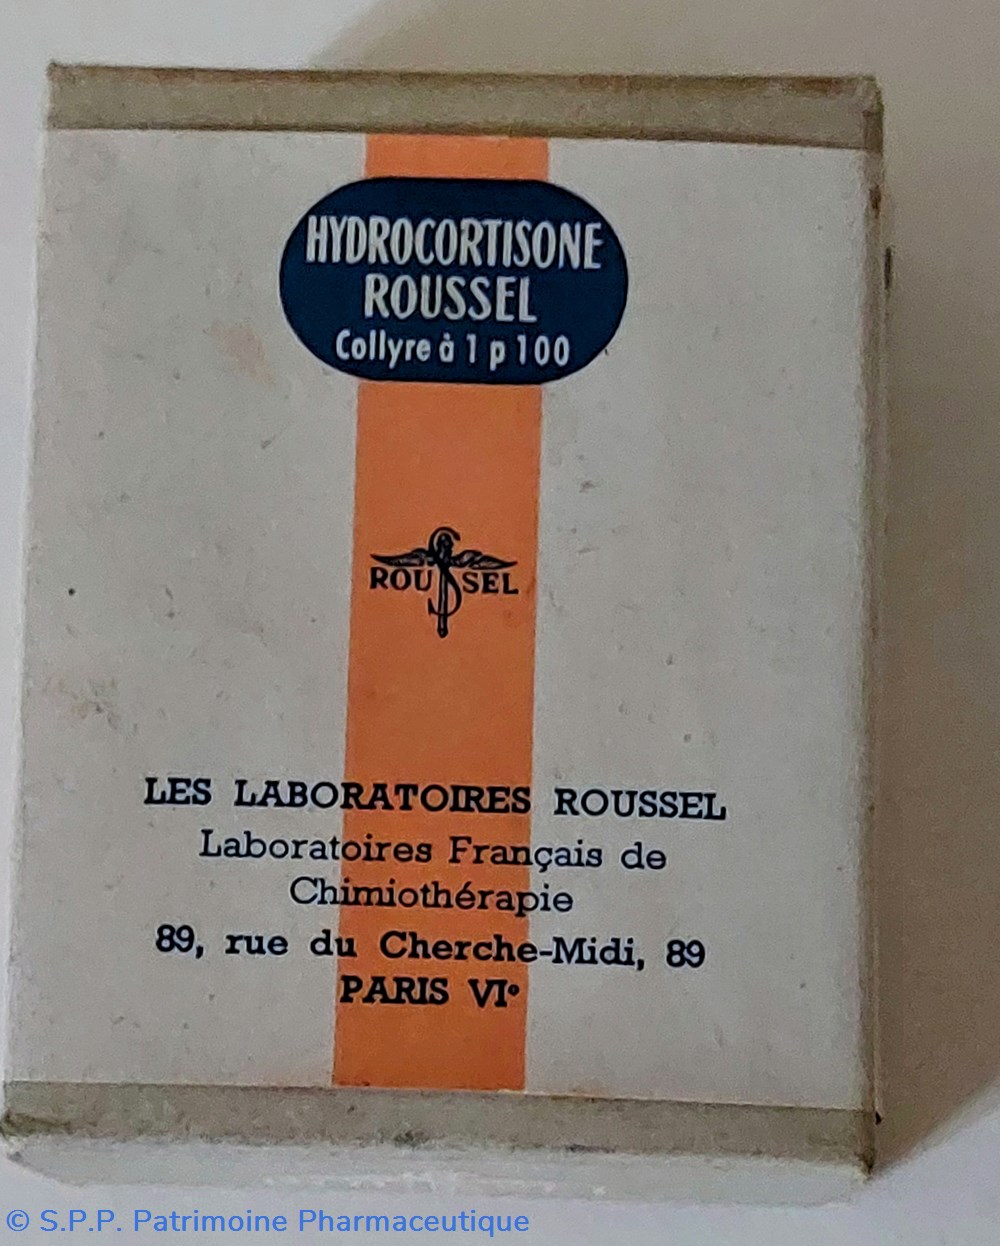 HYDROCORTISONE
ROUSSEL
Collyre à 1 p 100
ROUSSEL
LES LABORATOIRES ROUSSEL
Laboratoires Français de
Chimiothérapie
89, rue du Cherche-Midi, 89
PARIS VIº
© S.P.P. Patrimoine Pharmaceutique